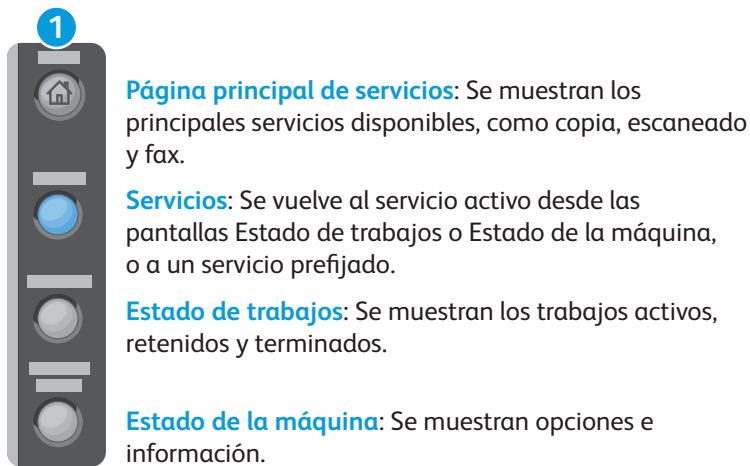 1
Página principal de servicios: Se muestran los
principales servicios disponibles, como copia, escaneado
y fax.
Servicios: Se vuelve al servicio activo desde las
pantallas Estado de trabajos o Estado de la máquina,
o a un servicio prefijado.
Estado de trabajos: Se muestran los trabajos activos,
retenidos y terminados.
Estado de la máquina: Se muestran opciones e
información.